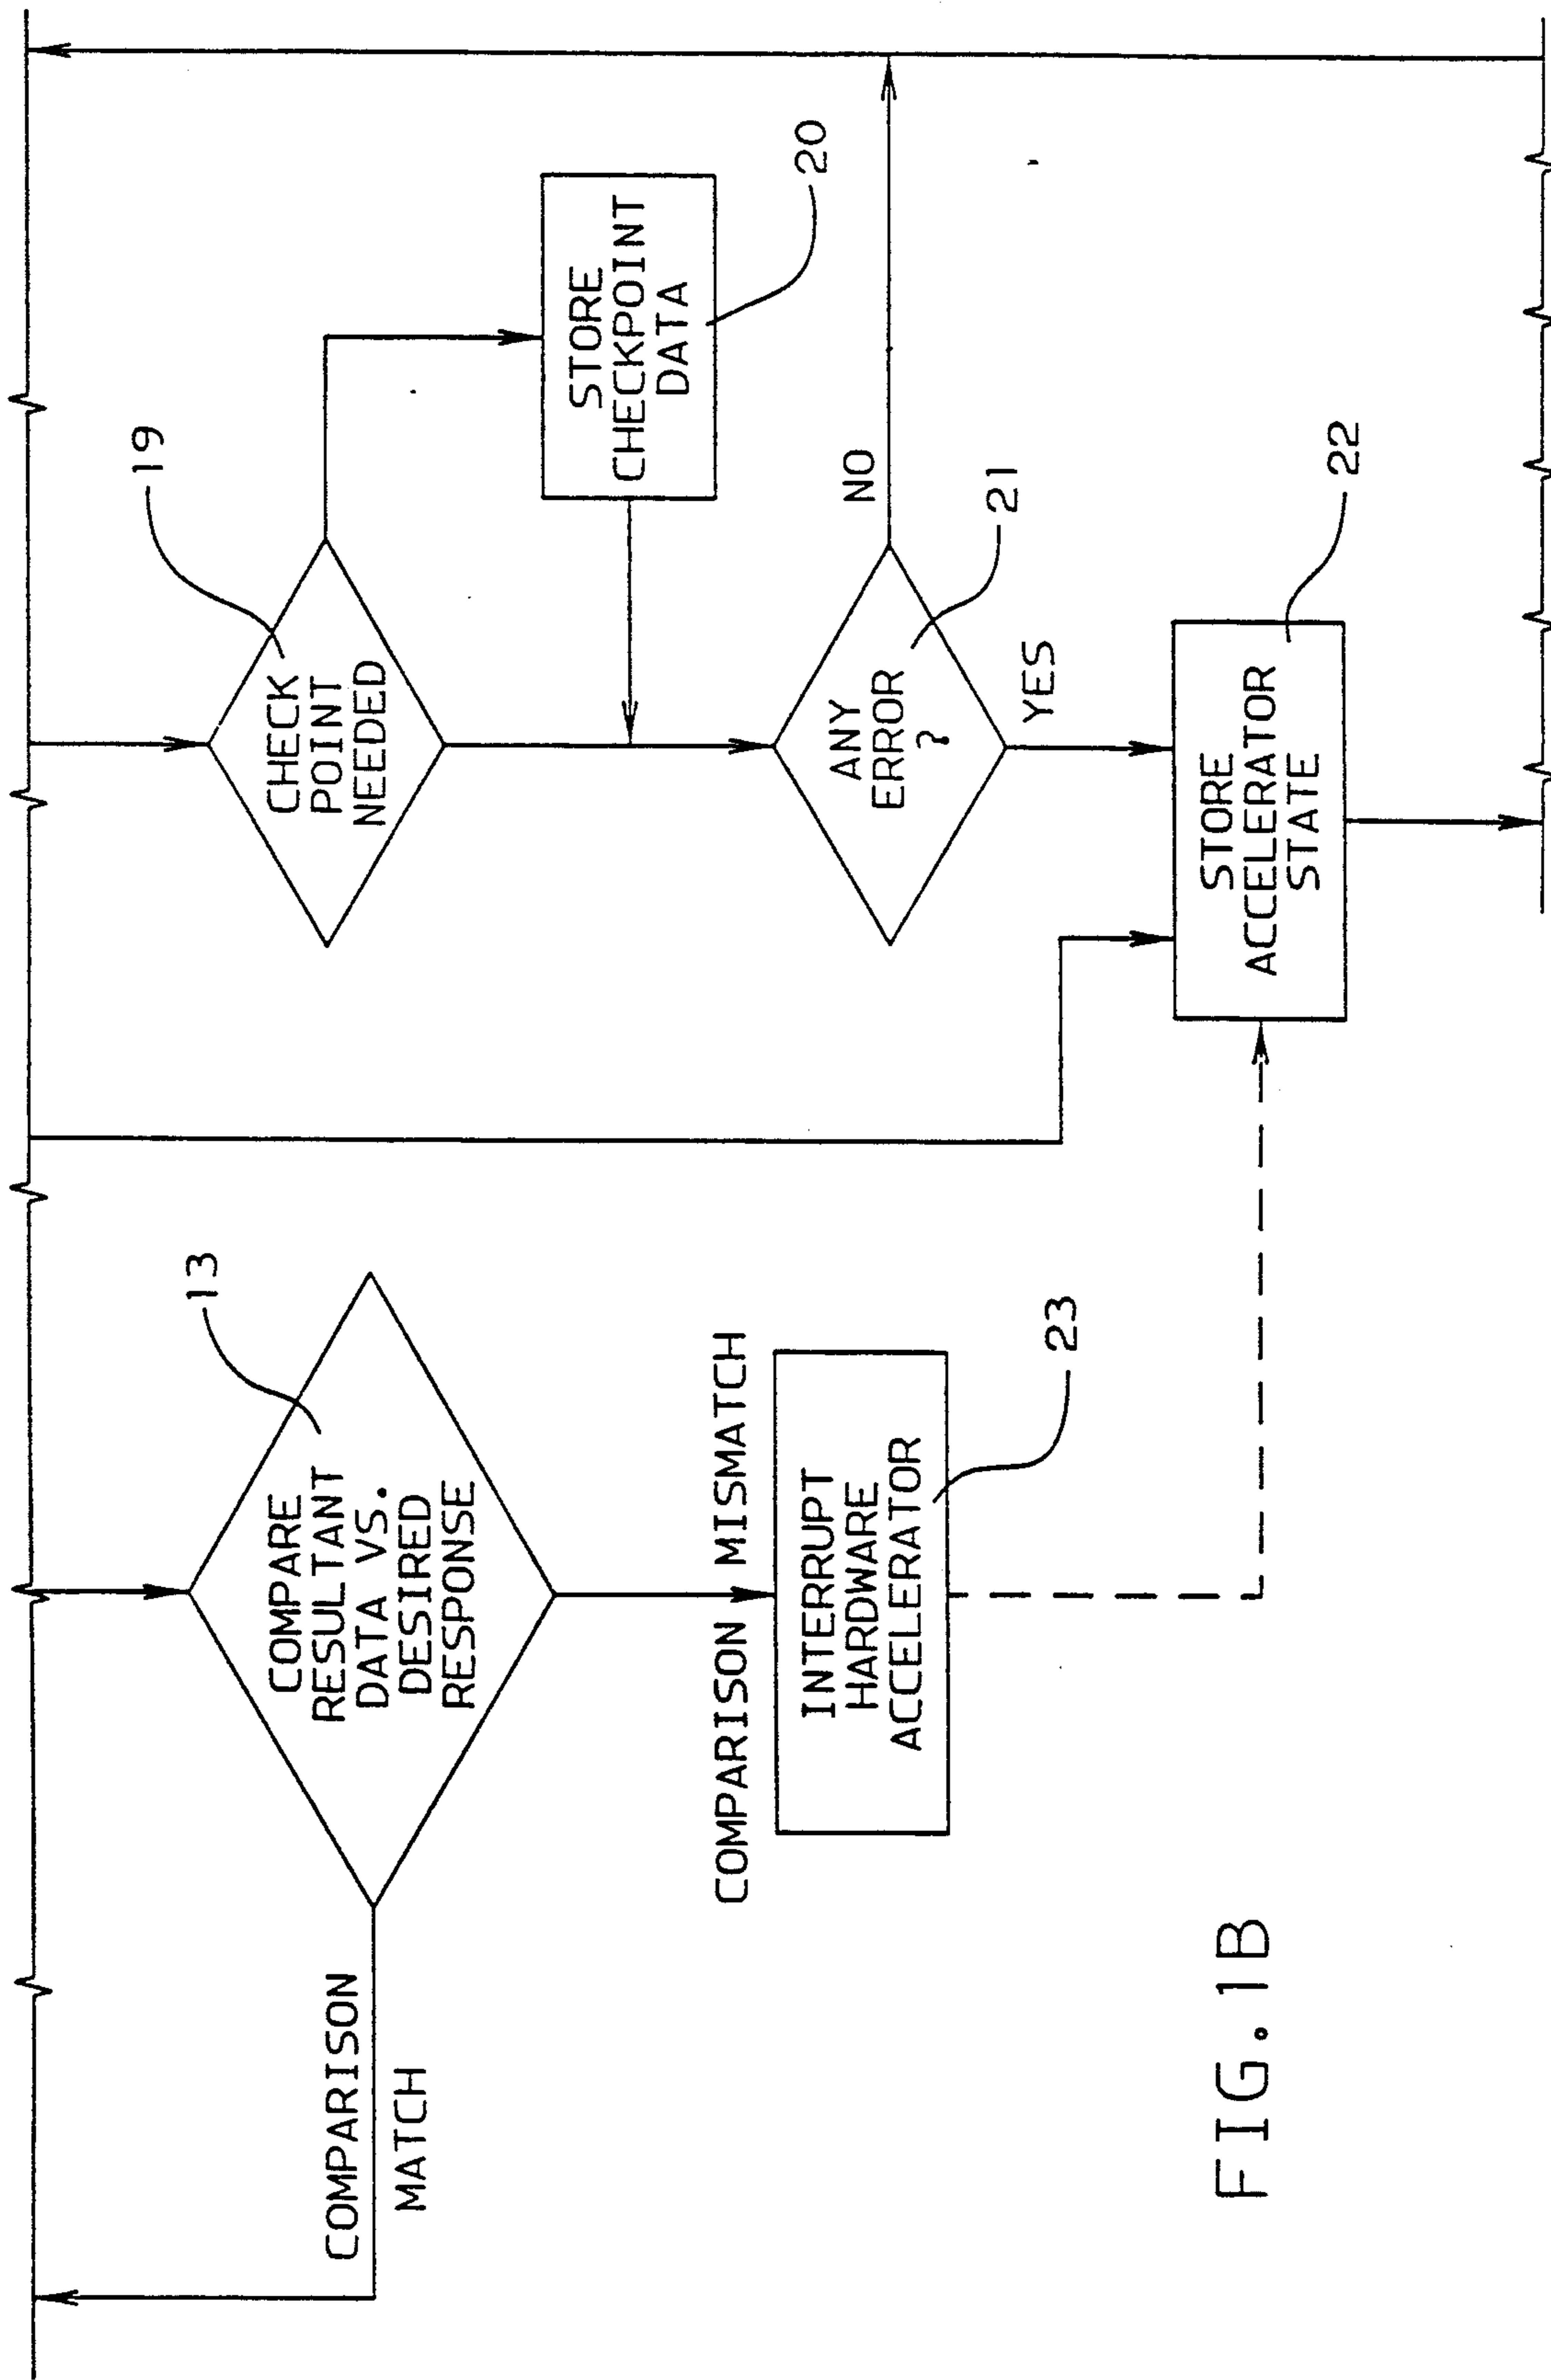 COMPARISON
MATCH
COMPARE
RESULTANT
DATA VS.
DESIRED
RESPONSE
13
COMPARISON MISMATCH
INTERRUPT
HARDWARE
ACCELERATOR
23
CHECK
POINT
NEEDED
19
STORE
CHECKPOINT
DATA
20
ANY
ERROR
?
21
NO
YES
STORE
ACCELERATOR
STATE
22
FIG.1B